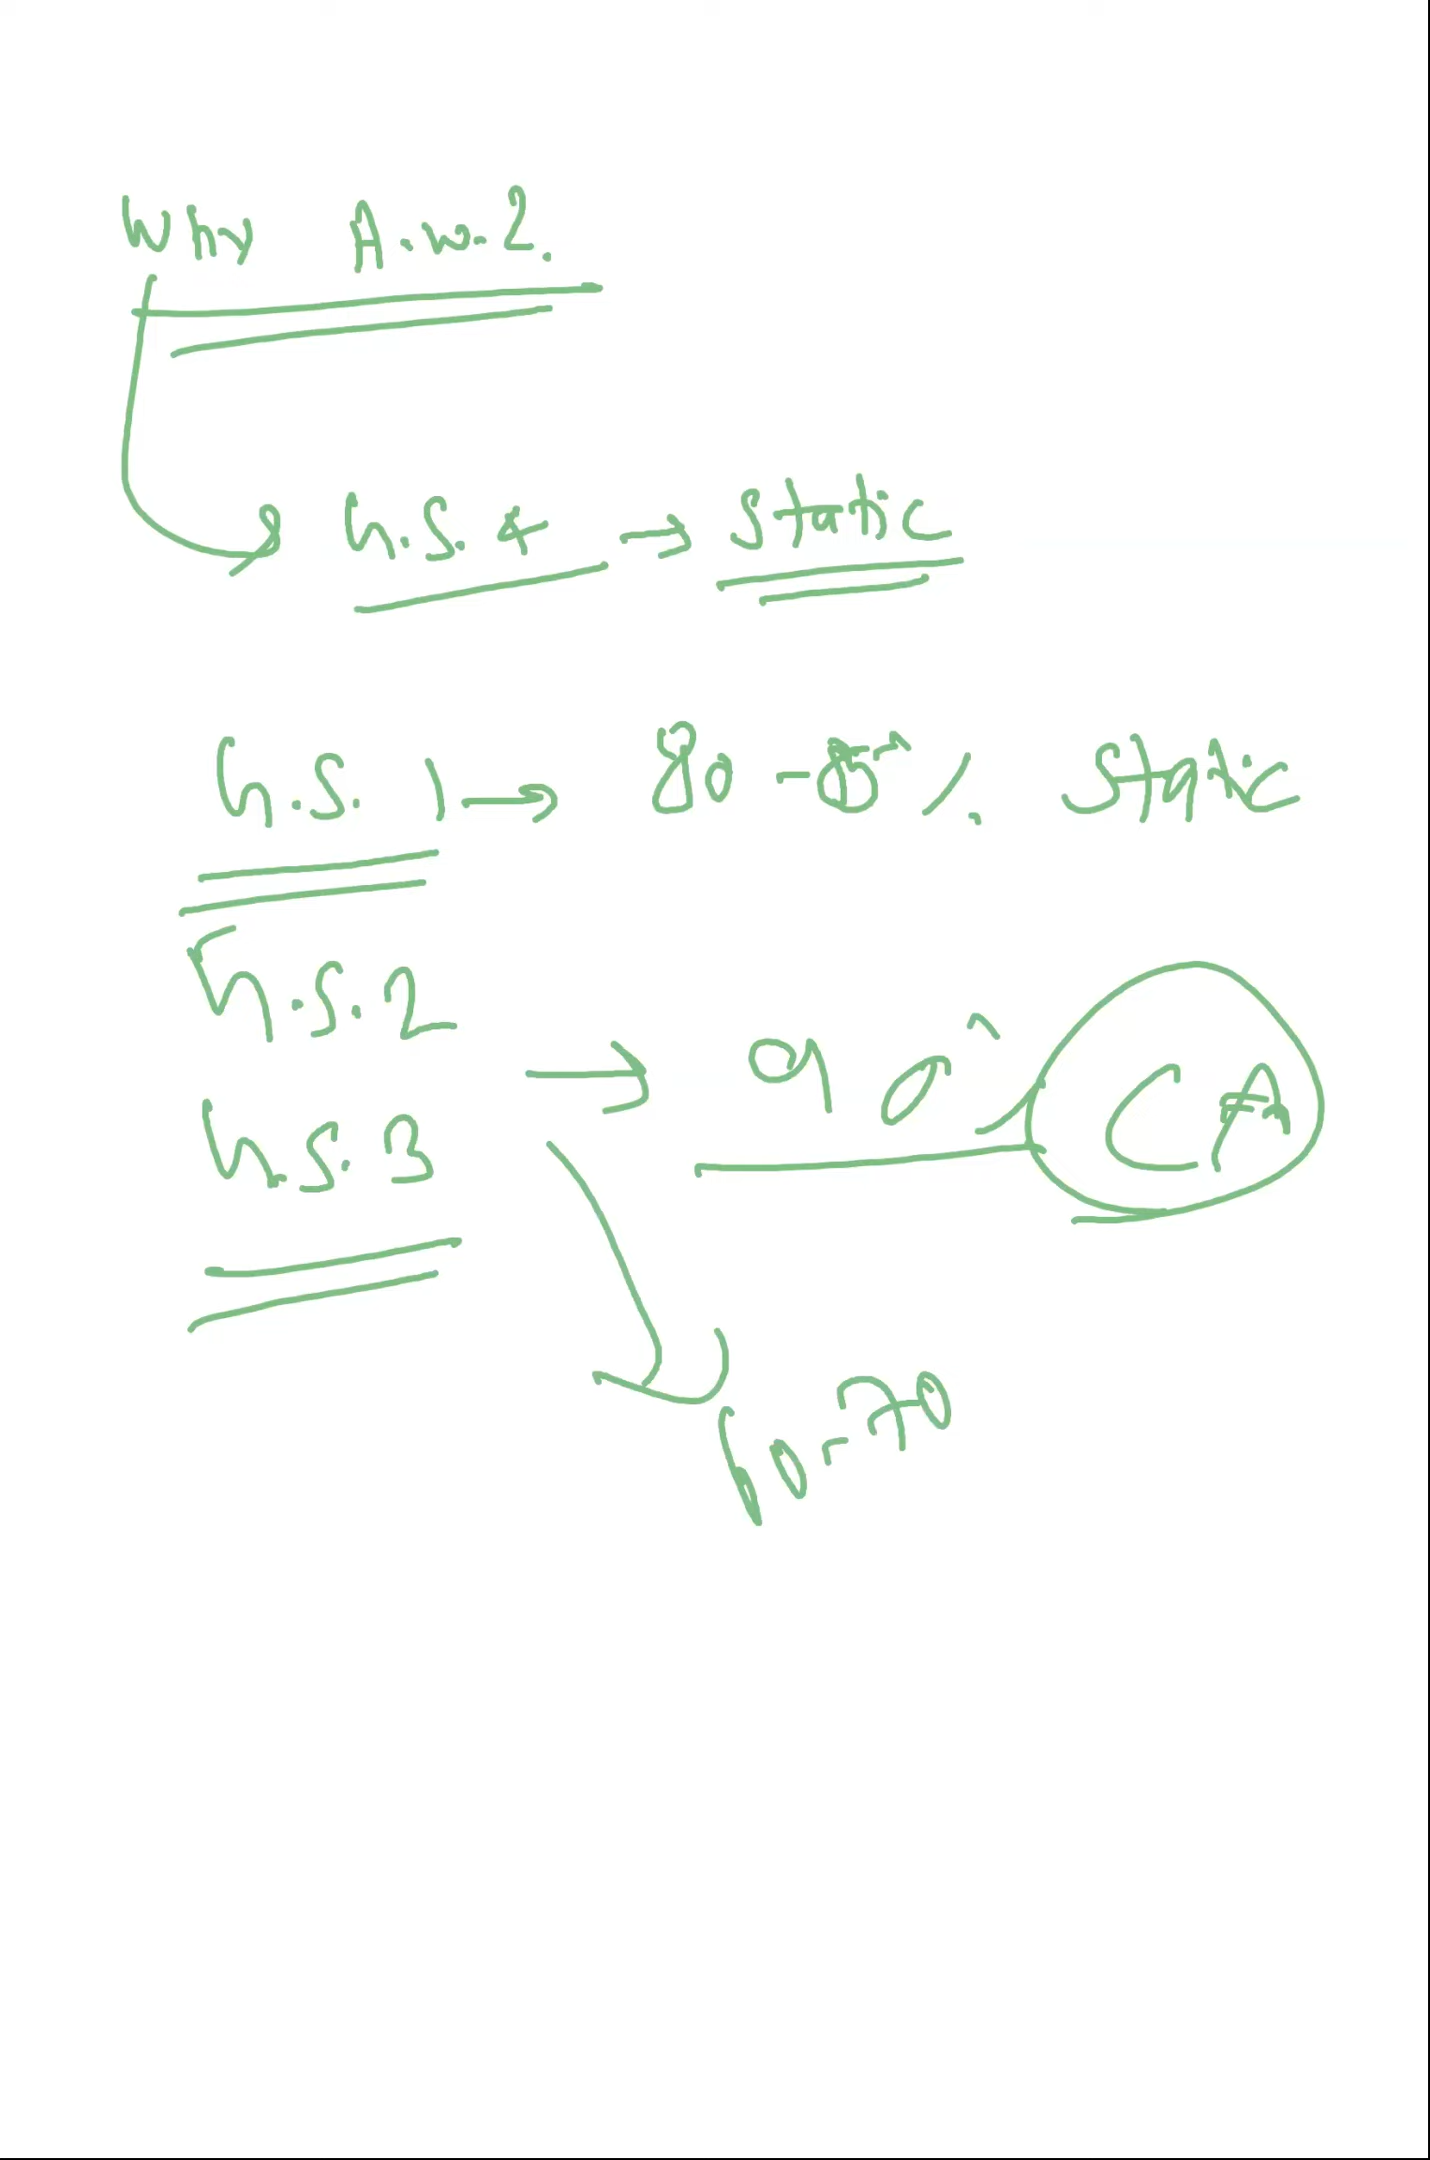 Why A.w.2.
G.S.4 → Static
G.S.1 → 80-85% Static
G.S.2
G.S.3 → 90% CA
60-70